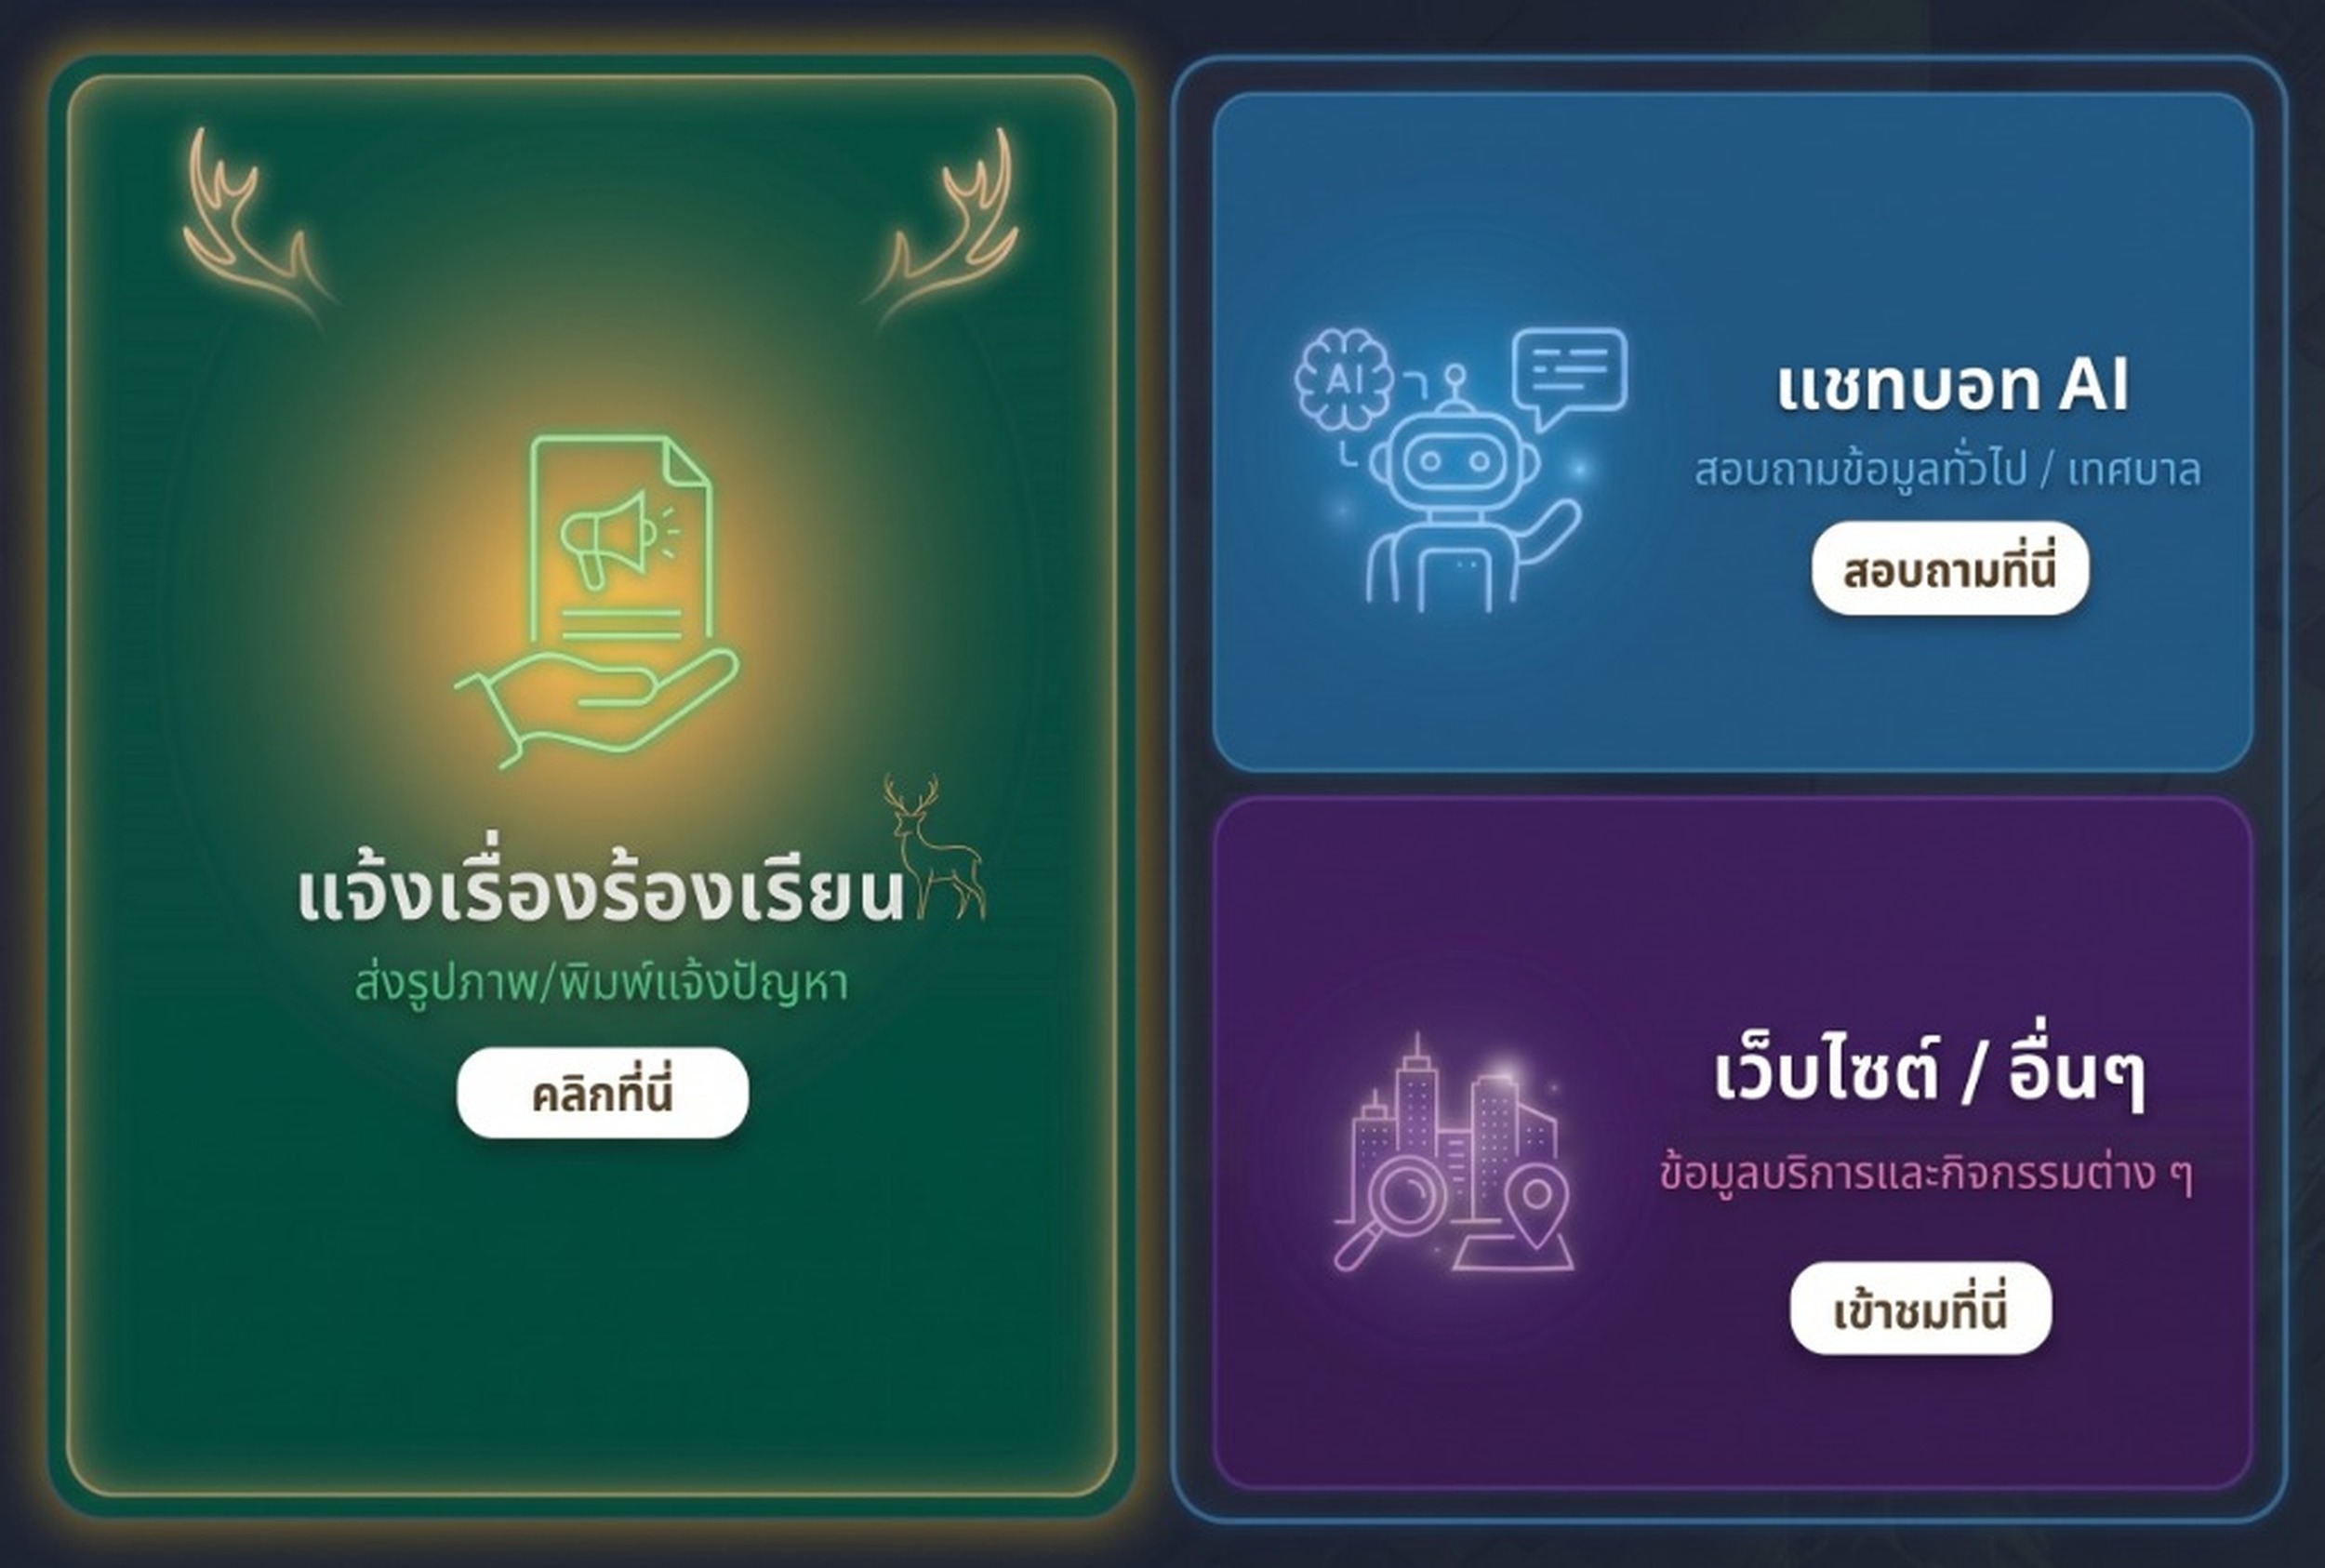 แจ้งเรื่องร้องเรียน
ส่งรูปภาพ/พิมพ์แจ้งปัญหา
คลิกที่นี่
AI
แชทบอท AI
สอบถามข้อมูลทั่วไป / เทศบาล
สอบถามที่นี่
เว็บไซต์ / อื่นๆ
ข้อมูลบริการและกิจกรรมต่าง ๆ
เข้าชมที่นี่